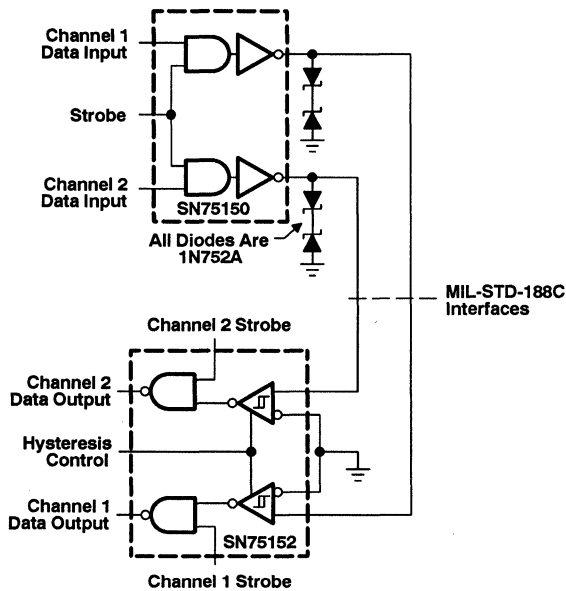 Channel 1
Data Input
Strobe
Channel 2
Data Input
SN75150
All Diodes Are
1N752A
MIL-STD-188C
Interfaces
Channel 2 Strobe
Channel 2
Data Output
Hysteresis
Control
Channel 1
Data Output
SN75152
Channel 1 Strobe